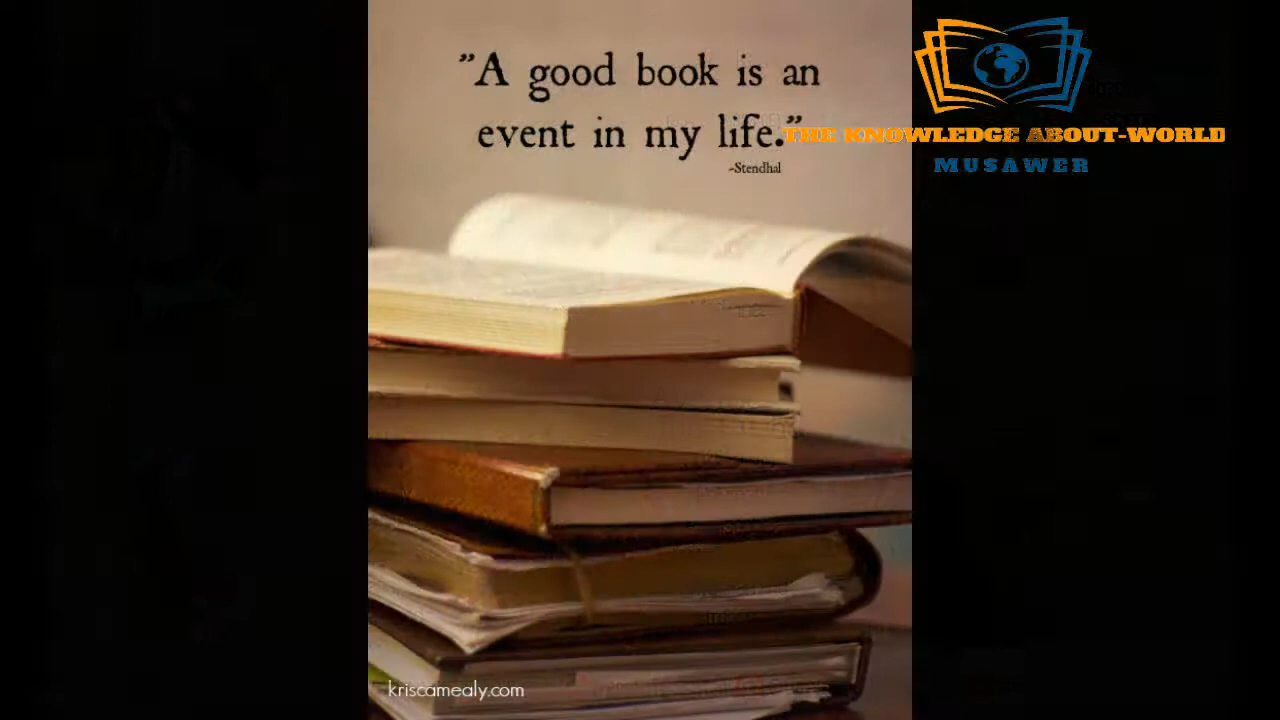 ”A good book is an
event in my life.”
~Stendhal
THE KNOWLEDGE ABOUT-WORLD
MUSAWER
kriscamealy.com